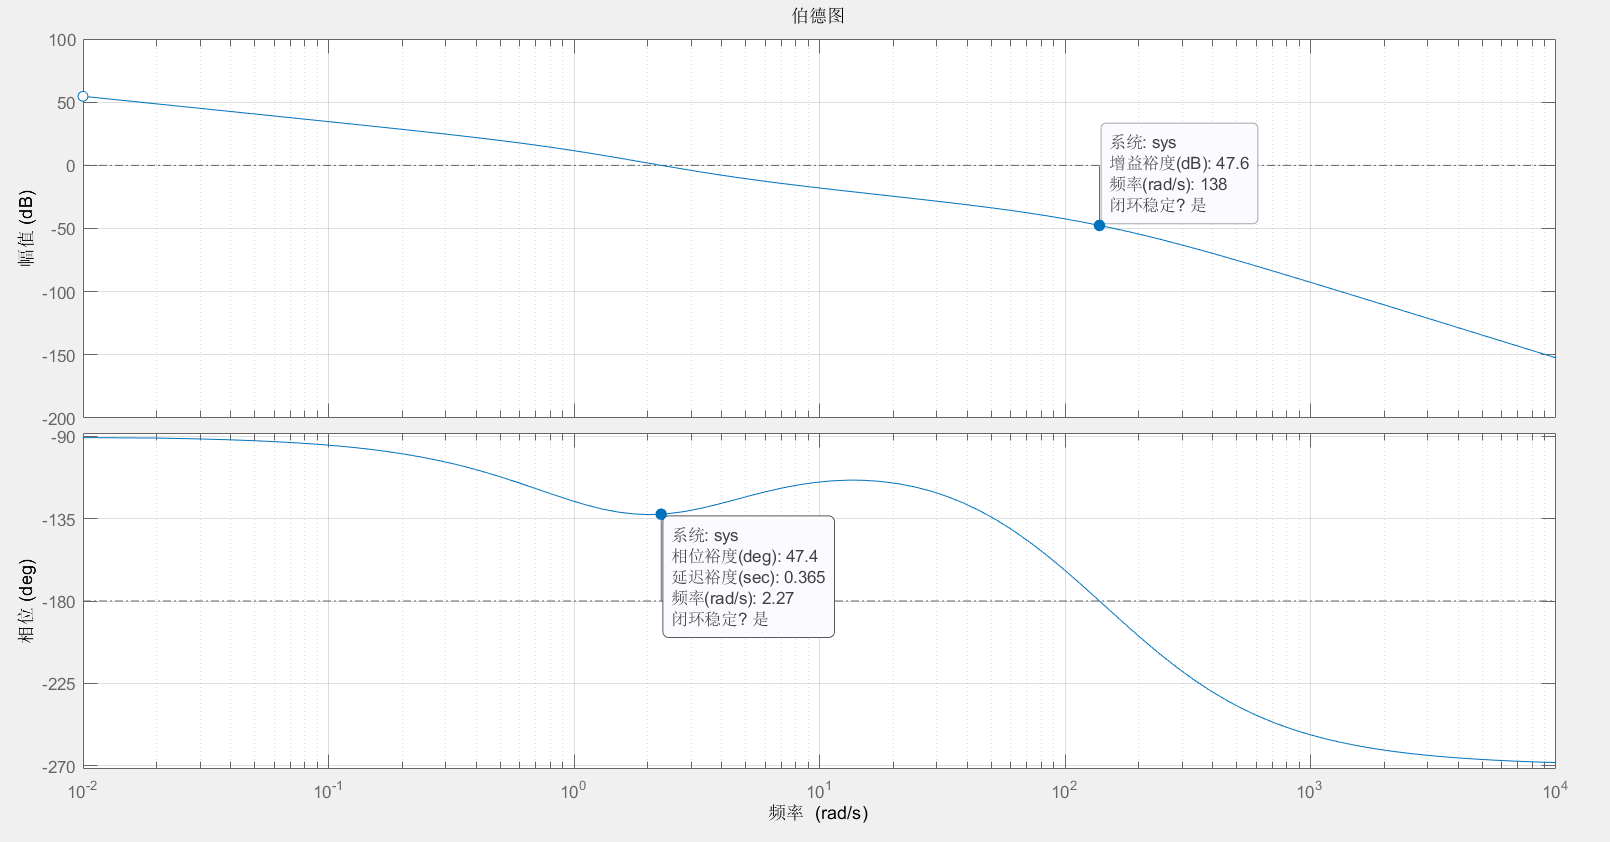 伯德图
100
50
0
-50
-100
-150
-200
幅值 (dB)
系统: sys
增益裕度(dB): 47.6
频率(rad/s): 138
闭环稳定? 是
-90
-135
-180
-225
-270
相位 (deg)
系统: sys
相位裕度(deg): 47.4
延迟裕度(sec): 0.365
频率(rad/s): 2.27
闭环稳定? 是
10-2 10-1 100 101 102 103 104
频率 (rad/s)